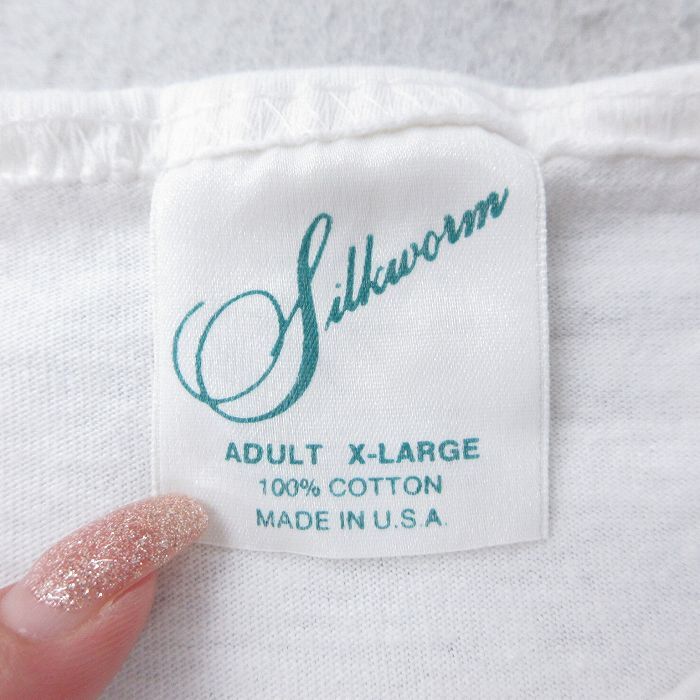 Silkworm
ADULT X-LARGE
100% COTTON
MADE IN U.S.A.